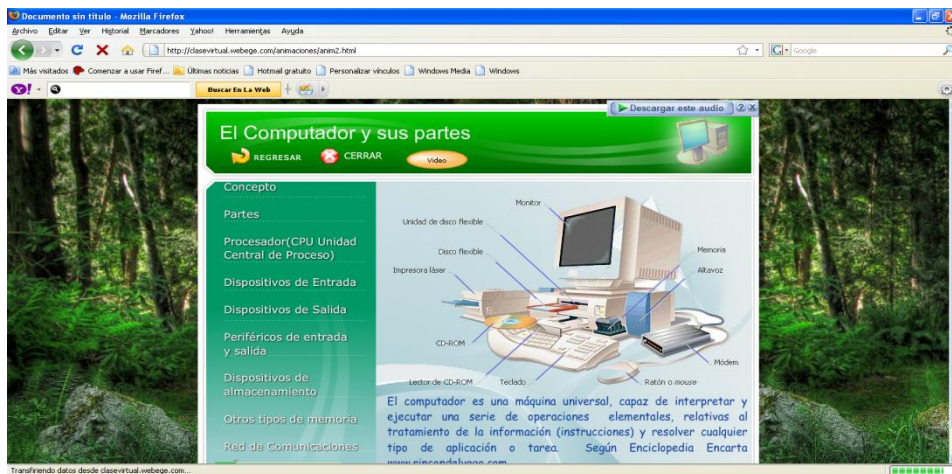 Documento sin título - Mozilla Firefox
Archivo Editar Ver Historial Marcadores Yahoo! Herramientas Ayuda
http://clasevirtual.webege.com/animaciones/anim2.html
Google
Más visitados Comenzar a usar Firef... Últimas noticias Hotmail gratuito Personalizar vínculos Windows Media Windows
Buscar En La Web
Descargar este audio
El Computador y sus partes
REGRESAR CERRAR Video
Concepto
Partes
Procesador(CPU Unidad
Central de Proceso)
Dispositivos de Entrada
Dispositivos de Salida
Periféricos de entrada
y salida
Dispositivos de
almacenamiento
Otros tipos de memoria
Red de Comunicaciones
Monitor
Unidad de disco flexible
Disco flexible
Impresora láser
Memoria
Altavoz
CD-ROM
Módem
Lector de CD-ROM
Teclado
Ratón o mouse
El computador es una máquina universal, capaz de interpretar y
ejecutar una serie de operaciones elementales, relativas al
tratamiento de la información (instrucciones) y resolver cualquier
tipo de aplicación o tarea. Según Enciclopedia Encarta
Transfiriendo datos desde clasevirtual.webege.com...